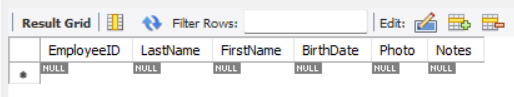 Result Grid Filter Rows: Edit:
EmployeeID LastName FirstName BirthDate Photo Notes
NULL NULL NULL NULL NULL NULL